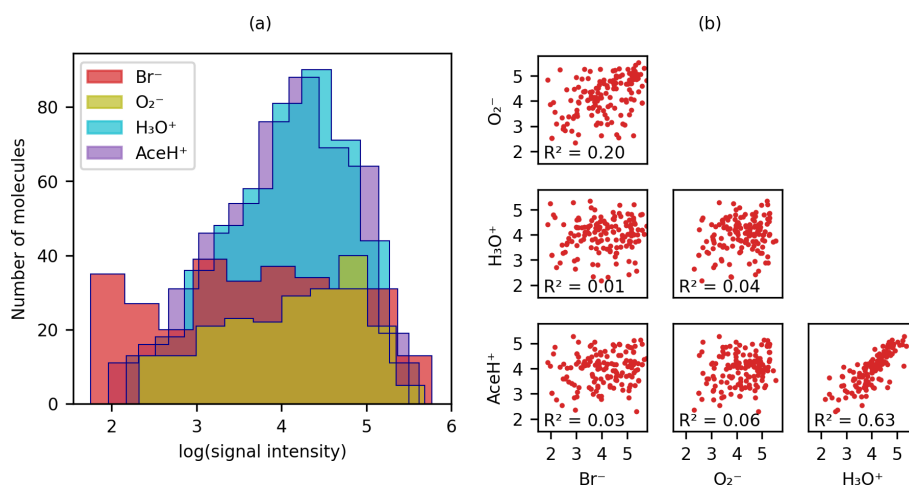 (a)
Number of molecules
80
60
40
20
0
2 3 4 5 6
log(signal intensity)
Br⁻
O₂⁻
H₃O⁺
AceH⁺
(b)
O₂⁻
5
4
3
2
R² = 0.20
H₃O⁺
5
4
3
2
R² = 0.01
R² = 0.04
AceH⁺
5
4
3
2
R² = 0.03
R² = 0.06
R² = 0.63
2 3 4 5
2 3 4 5
2 3 4 5
Br⁻
O₂⁻
H₃O⁺